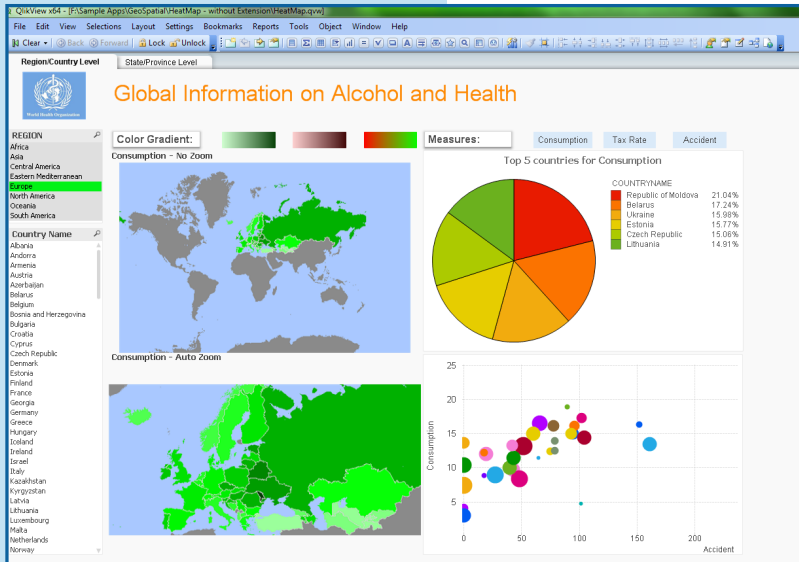 QlikView x64 - [F:\Sample Apps\GeoSpatial\HeatMap - without Extension\HeatMap.qvw]
File Edit View Selections Layout Settings Bookmarks Reports Tools Object Window Help
Clear Back Forward Lock Unlock
Region/Country Level State/Province Level
World Health Organization
Global Information on Alcohol and Health
REGION
Africa
Asia
Central America
Eastern Mediterranean
Europe
North America
Oceania
South America
Country Name
Albania
Andorra
Armenia
Austria
Azerbaijan
Belarus
Belgium
Bosnia and Herzegovina
Bulgaria
Croatia
Cyprus
Czech Republic
Denmark
Estonia
Finland
France
Georgia
Germany
Greece
Hungary
Iceland
Ireland
Israel
Italy
Kazakhstan
Kyrgyzstan
Latvia
Lithuania
Luxembourg
Malta
Netherlands
Norway
Color Gradient:
Consumption - No Zoom
Consumption - Auto Zoom
Measures: Consumption Tax Rate Accident
Top 5 countries for Consumption
COUNTRYNAME
Republic of Moldova 21.04%
Belarus 17.24%
Ukraine 15.98%
Estonia 15.77%
Czech Republic 15.06%
Lithuania 14.91%
25
20
15
10
5
Consumption
0 50 100 150 200
Accident